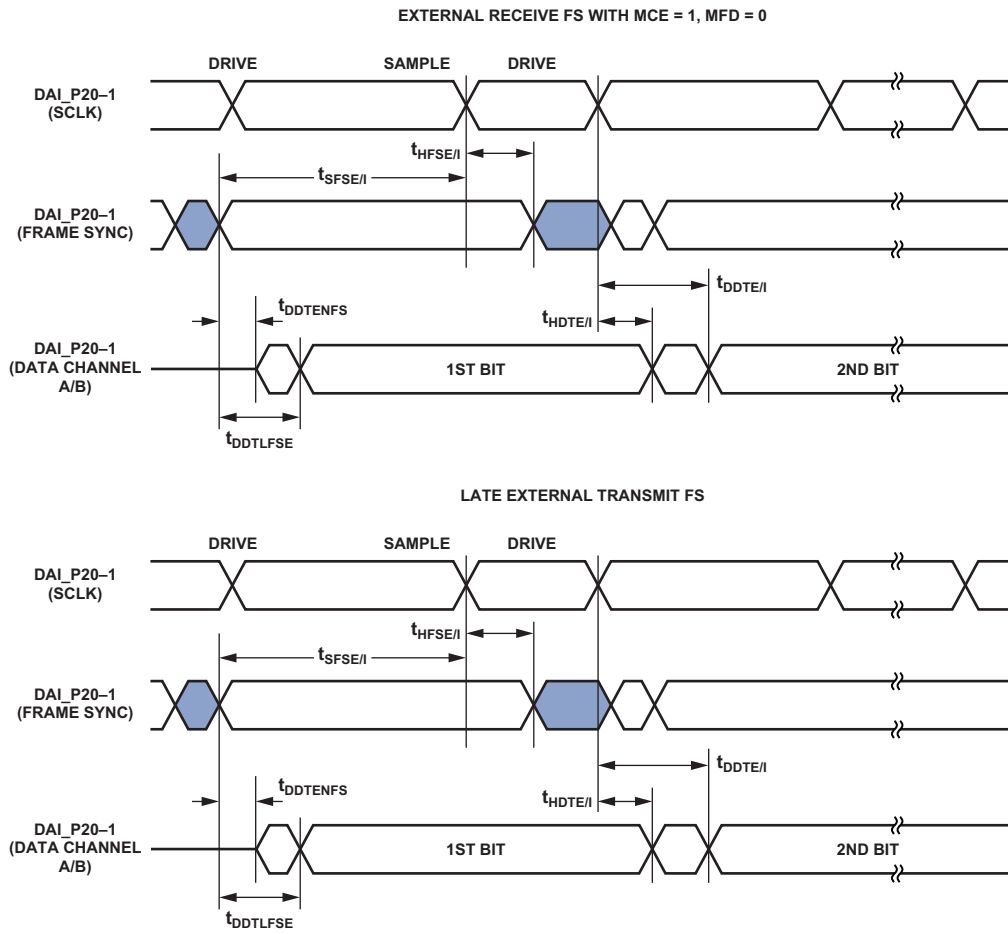 EXTERNAL RECEIVE FS WITH MCE = 1, MFD = 0
DRIVE SAMPLE DRIVE
DAI_P20–1
(SCLK)
tHFSE/I
tSFSE/I
DAI_P20–1
(FRAME SYNC)
tDDTE/I
tDDTENFS
tHDTE/I
DAI_P20–1
(DATA CHANNEL
A/B)
1ST BIT 2ND BIT
tDDTLFSE
LATE EXTERNAL TRANSMIT FS
DRIVE SAMPLE DRIVE
DAI_P20–1
(SCLK)
tHFSE/I
tSFSE/I
DAI_P20–1
(FRAME SYNC)
tDDTE/I
tDDTENFS
tHDTE/I
DAI_P20–1
(DATA CHANNEL
A/B)
1ST BIT 2ND BIT
tDDTLFSE